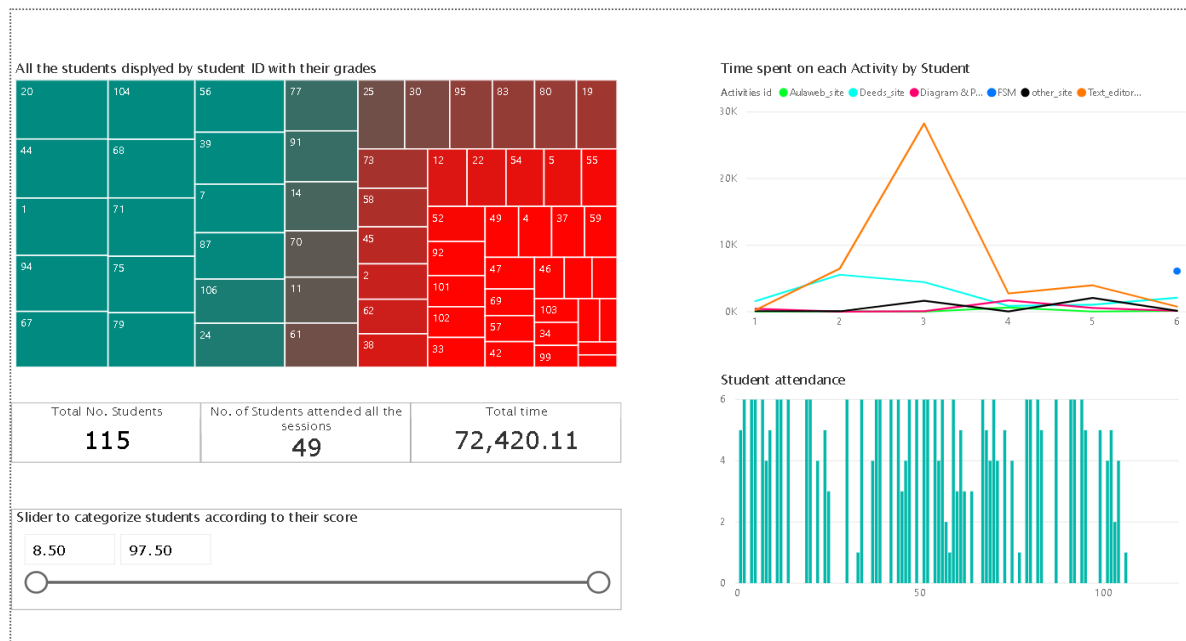 All the students displyed by student ID with their grades
20 104 56 77 25 30 95 83 80 19
44 68 39 91 73 12 22 54 5 55
1 71 7 14 58 52 49 4 37 59
94 75 87 70 45 92 47 46
67 79 106 11 2 101 69 103
24 61 62 102 57 34
38 33 42 99
Total No. Students
115
No. of Students attended all the
sessions
49
Total time
72,420.11
Slider to categorize students according to their score
8.50 97.50
Time spent on each Activity by Student
Activities id Aulaweb_site Deeds_site Diagram & P... FSM other_site Text_editor...
30K
20K
10K
0K
1 2 3 4 5 6
Student attendance
6
4
2
0
0 50 100